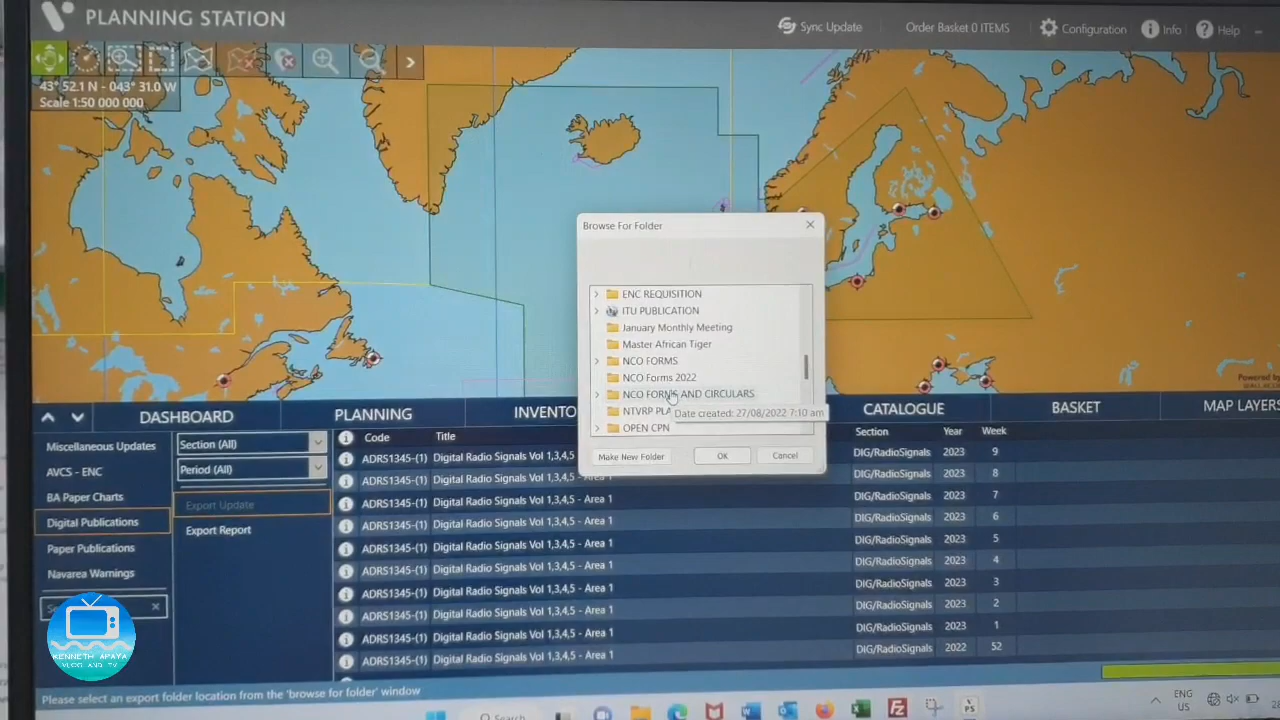 PLANNING STATION
Sync Update
Order Basket 0 ITEMS
Configuration
Info
Help
43° 52.1 N - 043° 31.0 W
Scale 1:50 000 000
Browse For Folder
ENC REQUISITION
ITU PUBLICATION
January Monthly Meeting
Master African Tiger
NCO FORMS
NCO Forms 2022
NCO FORMS AND CIRCULARS
NTVRP
Date created: 27/08/2022 7:10 am
OPEN CPN
Make New Folder
OK
Cancel
Powered by
DASHBOARD
PLANNING
CATALOGUE
BASKET
MAP LAYERS
Miscellaneous Updates
AVCS - ENC
BA Paper Charts
Digital Publications
Paper Publications
Navarea Warnings
Section (All)
Period (All)
Export Update
Export Report
Code Title Section Year Week
ADRS1345-(1) Digital Radio Signals Vol 1,3,4,5 - Area 1 DIG/RadioSignals 2023 9
ADRS1345-(1) Digital Radio Signals Vol 1,3,4,5 - Area 1 DIG/RadioSignals 2023 8
ADRS1345-(1) Digital Radio Signals Vol 1,3,4,5 - Area 1 DIG/RadioSignals 2023 7
ADRS1345-(1) Digital Radio Signals Vol 1,3,4,5 - Area 1 DIG/RadioSignals 2023 6
ADRS1345-(1) Digital Radio Signals Vol 1,3,4,5 - Area 1 DIG/RadioSignals 2023 5
ADRS1345-(1) Digital Radio Signals Vol 1,3,4,5 - Area 1 DIG/RadioSignals 2023 4
ADRS1345-(1) Digital Radio Signals Vol 1,3,4,5 - Area 1 DIG/RadioSignals 2023 3
ADRS1345-(1) Digital Radio Signals Vol 1,3,4,5 - Area 1 DIG/RadioSignals 2023 2
ADRS1345-(1) Digital Radio Signals Vol 1,3,4,5 - Area 1 DIG/RadioSignals 2023 1
ADRS1345-(1) Digital Radio Signals Vol 1,3,4,5 - Area 1 DIG/RadioSignals 2022 52
KENNETH APAYA
VLOG AND TV
Please select an export folder location from the 'browse for folder' window
Search
ENG
US